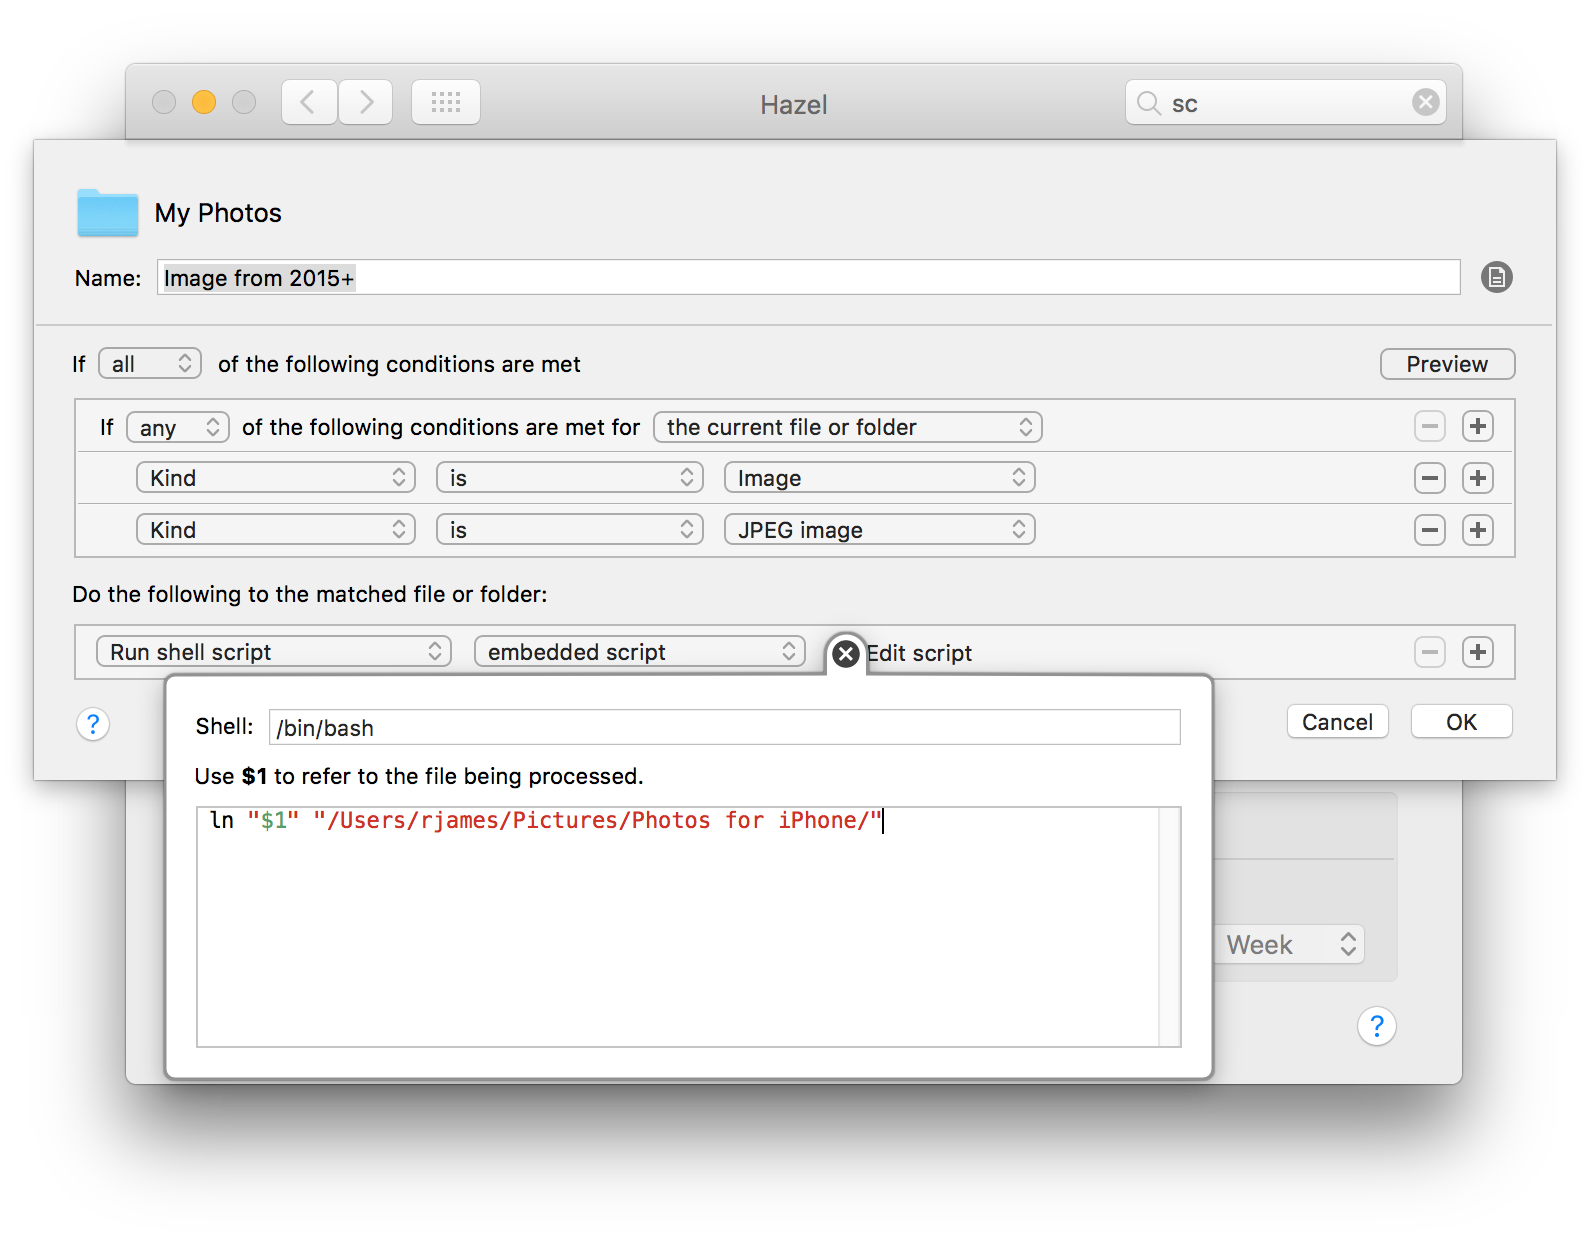 Hazel
sc
My Photos
Name: Image from 2015+
If all of the following conditions are met Preview
If any of the following conditions are met for the current file or folder
Kind is Image
Kind is JPEG image
Do the following to the matched file or folder:
Run shell script embedded script Edit script
? Cancel OK
Shell: /bin/bash
Use $1 to refer to the file being processed.
ln "$1" "/Users/rjames/Pictures/Photos for iPhone/"
Week
?